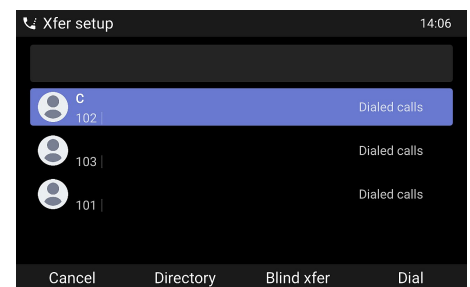 Xfer setup 14:06
C
102 | Dialed calls
103 | Dialed calls
101 | Dialed calls
Cancel Directory Blind xfer Dial